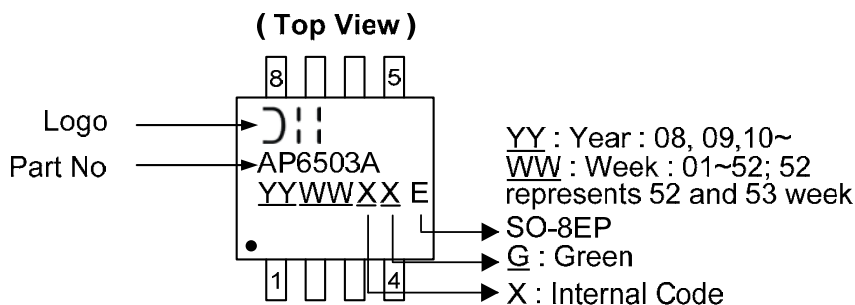 ( Top View )
8 5
Logo
Part No
AP6503A
YYWWXX E
1 4
YY : Year : 08, 09,10~
WW : Week : 01~52; 52
represents 52 and 53 week
SO-8EP
G : Green
X : Internal Code